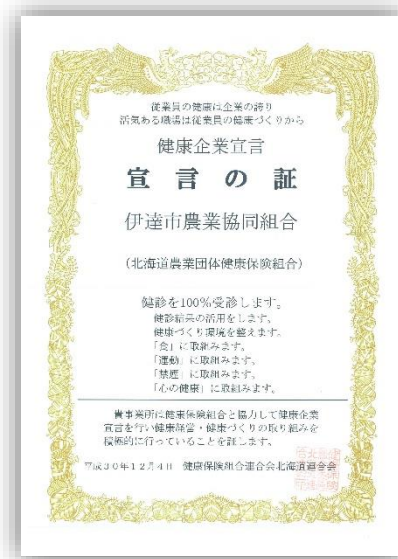 従業員の健康は企業の誇り
活気ある職場は従業員の健康づくりから
健康企業宣言
宣言の証
伊達市農業協同組合
（北海道農業団体健康保険組合）
健診を100％受診します。
健診結果の活用をします。
健康づくり環境を整えます。
「食」に取組みます。
「運動」に取組みます。
「禁煙」に取組みます。
「心の健康」に取組みます。
貴事業所は健康保険組合と協力して健康企業
宣言を行い健康経営・健康づくりの取り組みを
積極的に行っていることを証します。
平成30年12月4日 健康保険組合連合会北海道連合会